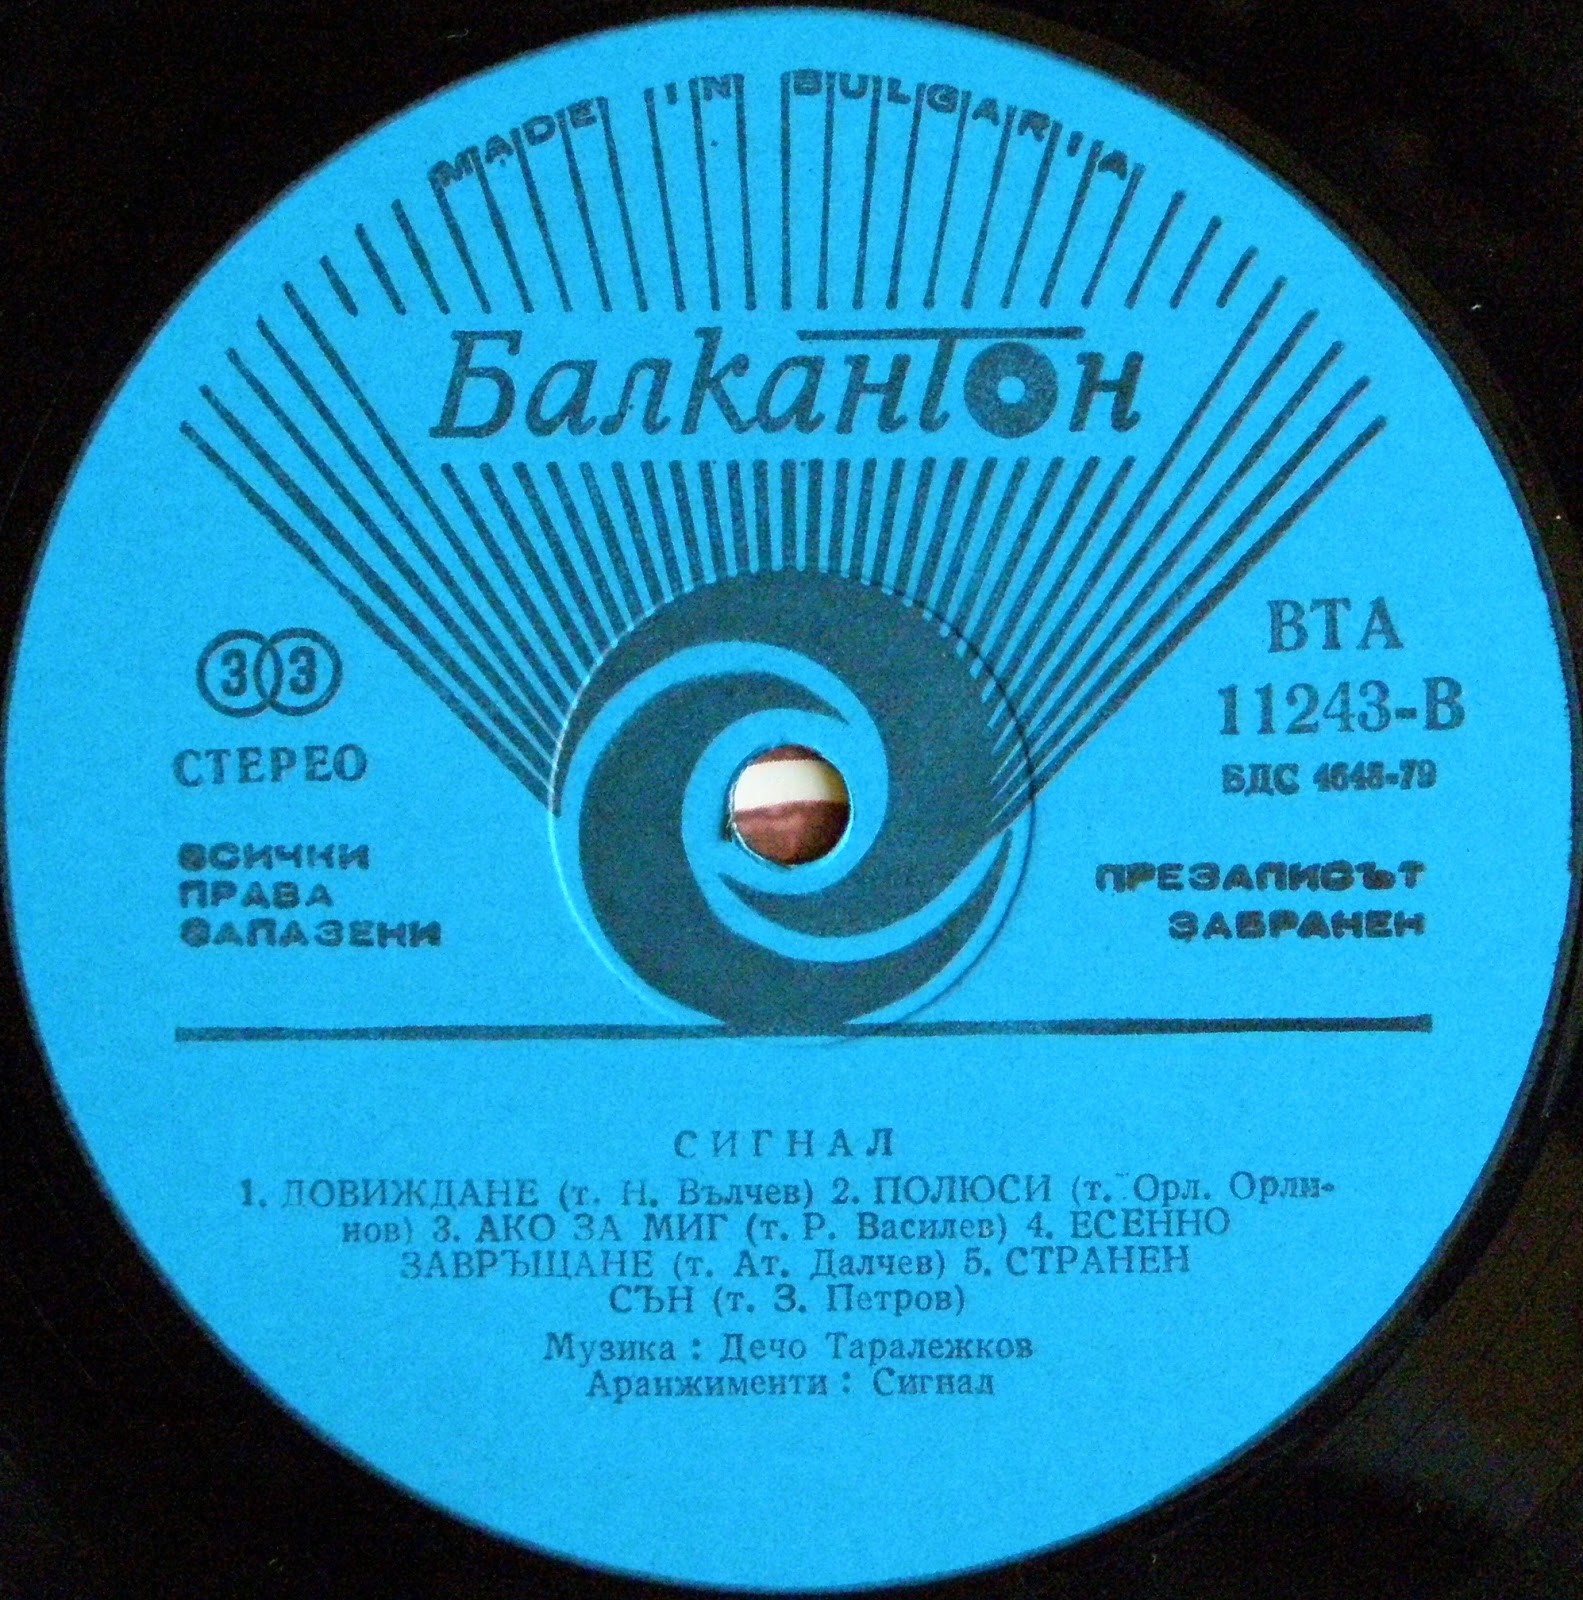 MADE IN BULGARIA
Балкантон
33
СТЕРЕО
ВСИЧКИ
ПРАВА
ЗАПАЗЕНИ
ВТА
11243-В
БДС 4648-79
ПРЕЗАПИСЪТ
ЗАБРАНЕН
СИГНАЛ
1. ДОВИЖДАНЕ (т. Н. Вълчев) 2. ПОЛЮСИ (т. Орл. Орли-
нов) 3. АКО ЗА МИГ (т. Р. Василев) 4. ЕСЕННО
ЗАВРЪЩАНЕ (т. Ат. Далчев) 5. СТРАНЕН
СЪН (т. З. Петров)
Музика : Дечо Таралежков
Аранжименти : Сигнал